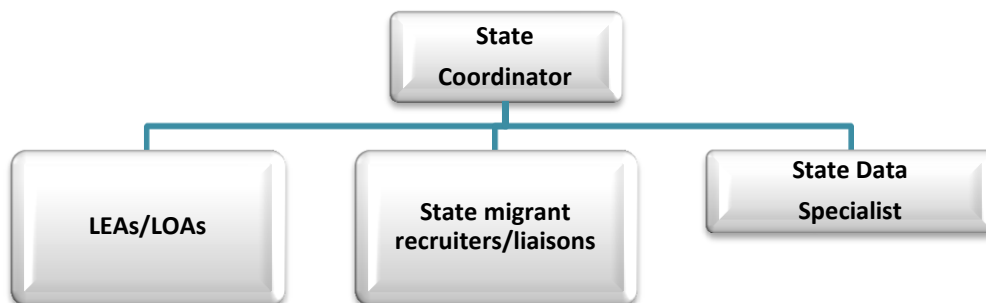 State
Coordinator
LEAs/LOAs
State migrant
recruiters/liaisons
State Data
Specialist